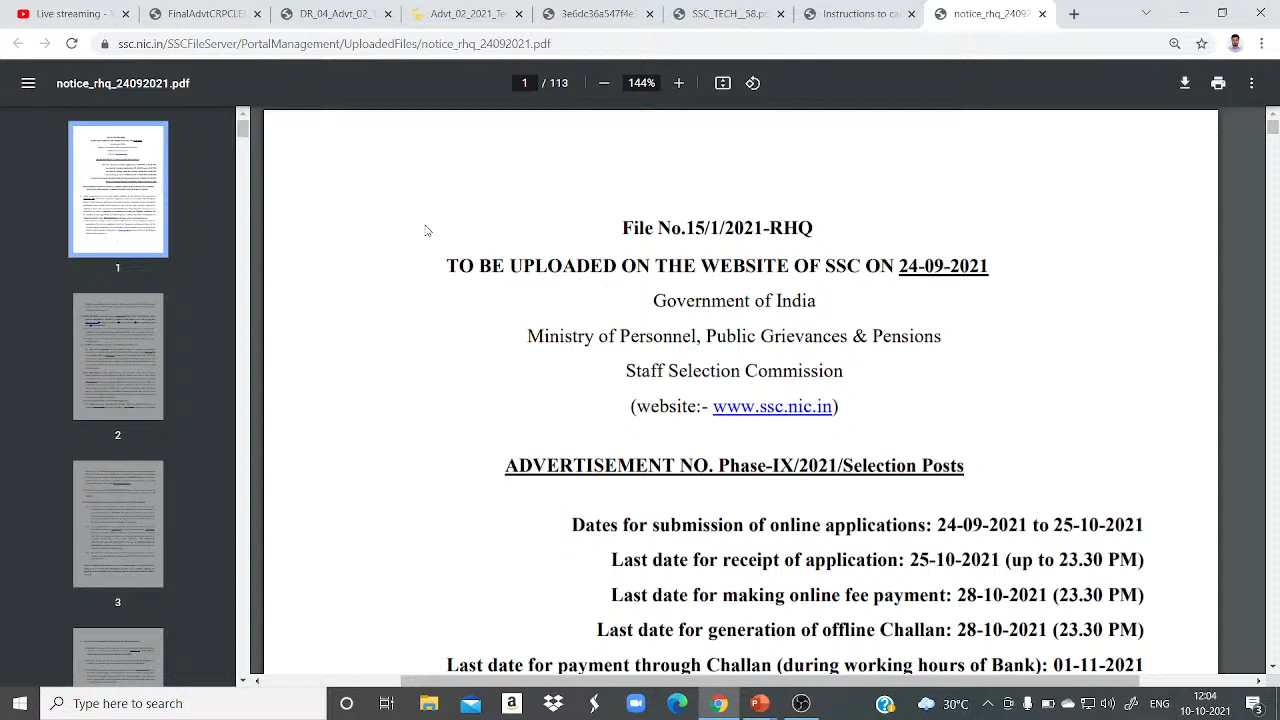 Live streaming -
FinalAdvtCRPCLE
DR_04_Advt_02_
Advt_02_2021_Te
3e6dc36a54f74e
SSC_58.pc
Instructions to ca
notice_rhq_2409
ssc.nic.in/SSCFileServer/PortalManagement/UploadedFiles/notice_rhq_24092021.pdf
notice_rhq_24092021.pdf
1 / 113
144%
1
2
3
File No.15/1/2021-RHQ
TO BE UPLOADED ON THE WEBSITE OF SSC ON 24-09-2021
Government of India
Ministry of Personnel, Public Grievances & Pensions
Staff Selection Commission
(website:- www.ssc.nic.in)
ADVERTISEMENT NO. Phase-IX/2021/Selection Posts
Dates for submission of online applications: 24-09-2021 to 25-10-2021
Last date for receipt of application: 25-10-2021 (up to 23.30 PM)
Last date for making online fee payment: 28-10-2021 (23.30 PM)
Last date for generation of offline Challan: 28-10-2021 (23.30 PM)
Last date for payment through Challan (during working hours of Bank): 01-11-2021
Type here to search
30°C
12:04
10-10-2021